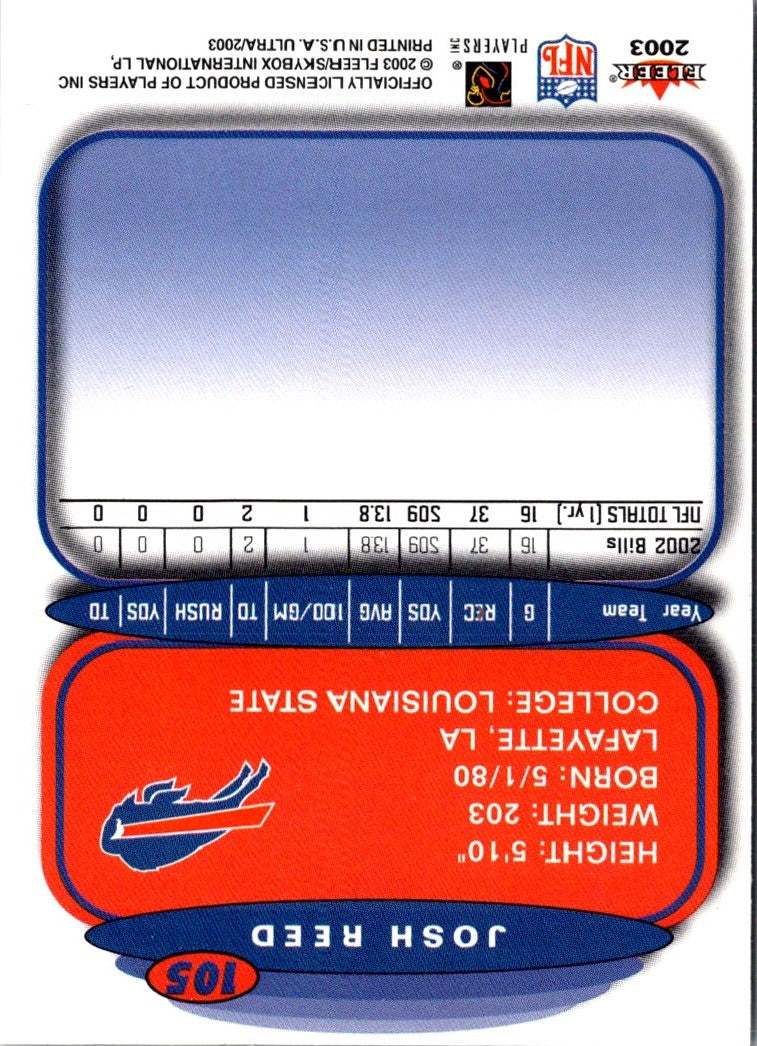 105
JOSH REED
HEIGHT: 5'10"
WEIGHT: 203
BORN: 5/1/80
LAFAYETTE, LA
COLLEGE: LOUISIANA STATE
Year Team G REC YDS AVG 100/GM TD RUSH YDS TD
2002 Bills 16 37 509 13.8 1 2 0 0 0
NFL TOTALS (1 yr.) 16 37 509 13.8 1 2 0 0 0
FLEER®
2003
NFL
®
PLAYERS INC
OFFICIALLY LICENSED PRODUCT OF PLAYERS INC
© 2003 FLEER/SKYBOX INTERNATIONAL LP,
PRINTED IN U.S.A. ULTRA/2003